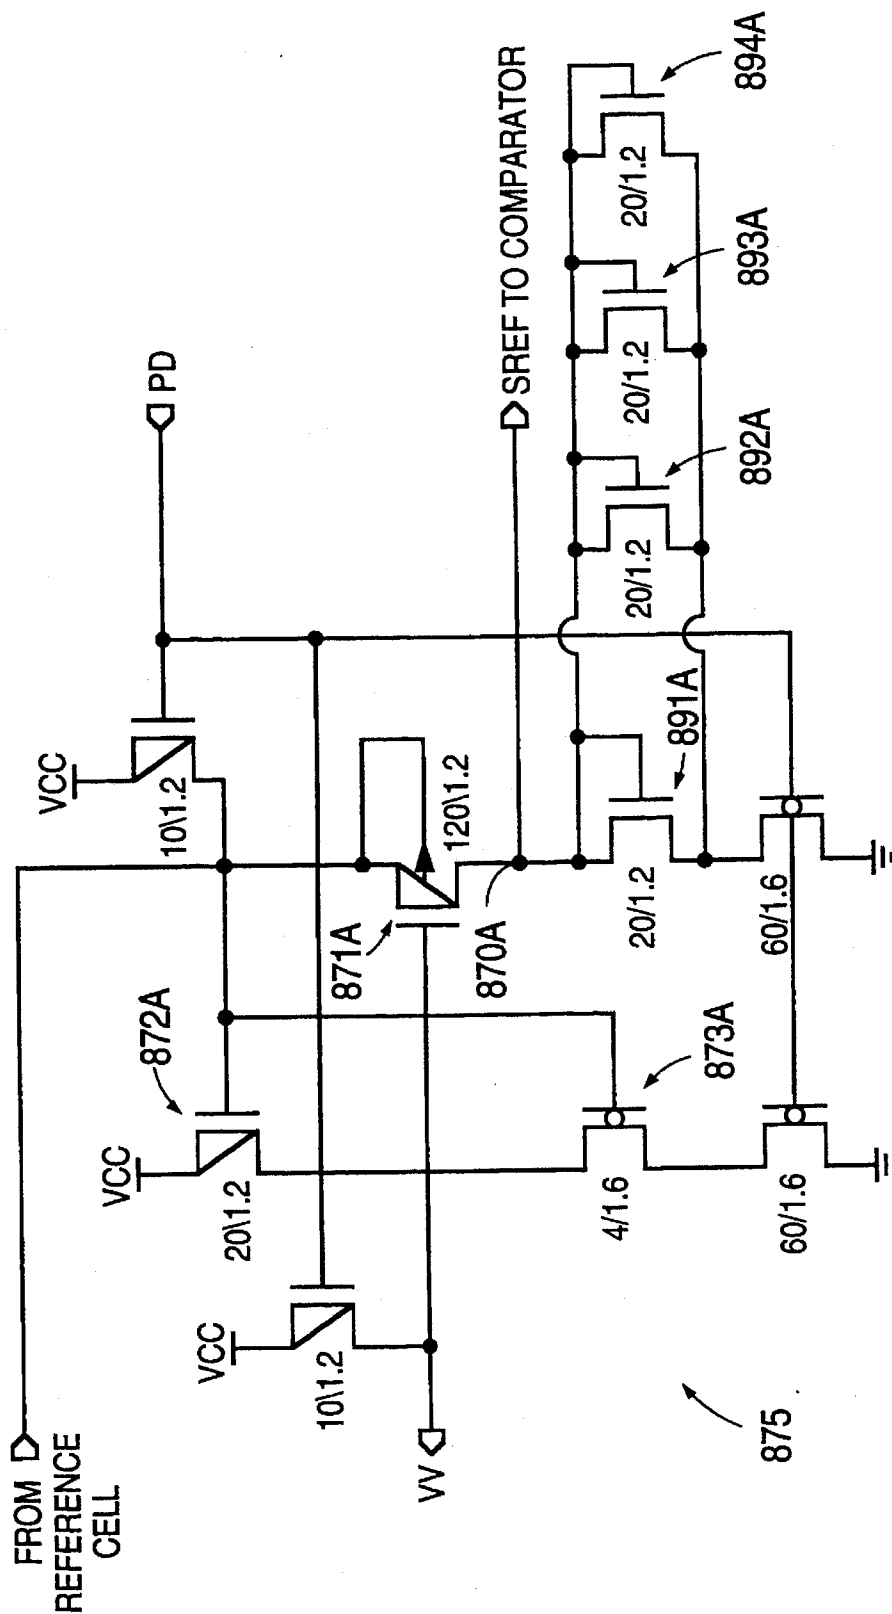 FROM
REFERENCE
CELL
VCC
10\1.2
PD
872A
VCC
20\1.2
VCC
10\1.2
VV
871A
120\1.2
870A
SREF TO COMPARATOR
873A
4/1.6
60/1.6
20/1.2
891A
60/1.6
20/1.2
892A
20/1.2
893A
20/1.2
894A
875